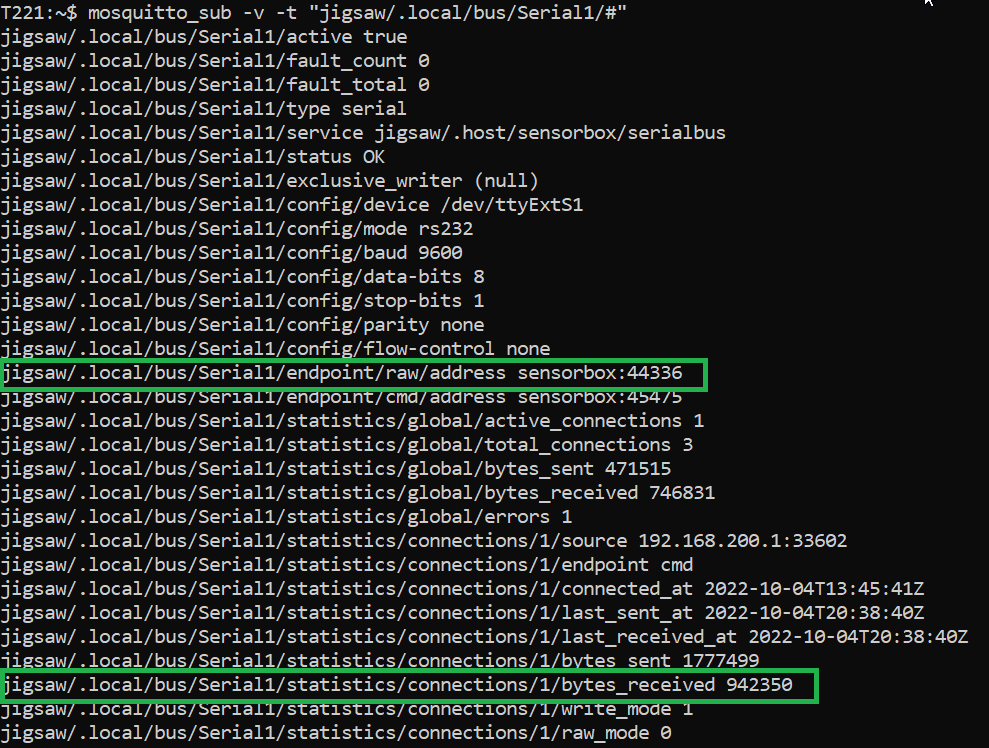 T221:~$ mosquitto_sub -v -t "jigsaw/.local/bus/Serial1/#"
jigsaw/.local/bus/Serial1/active true
jigsaw/.local/bus/Serial1/fault_count 0
jigsaw/.local/bus/Serial1/fault_total 0
jigsaw/.local/bus/Serial1/type serial
jigsaw/.local/bus/Serial1/service jigsaw/.host/sensorbox/serialbus
jigsaw/.local/bus/Serial1/status OK
jigsaw/.local/bus/Serial1/exclusive_writer (null)
jigsaw/.local/bus/Serial1/config/device /dev/ttyExtS1
jigsaw/.local/bus/Serial1/config/mode rs232
jigsaw/.local/bus/Serial1/config/baud 9600
jigsaw/.local/bus/Serial1/config/data-bits 8
jigsaw/.local/bus/Serial1/config/stop-bits 1
jigsaw/.local/bus/Serial1/config/parity none
jigsaw/.local/bus/Serial1/config/flow-control none
jigsaw/.local/bus/Serial1/endpoint/raw/address sensorbox:44336
jigsaw/.local/bus/Serial1/endpoint/cmd/address sensorbox:45475
jigsaw/.local/bus/Serial1/statistics/global/active_connections 1
jigsaw/.local/bus/Serial1/statistics/global/total_connections 3
jigsaw/.local/bus/Serial1/statistics/global/bytes_sent 471515
jigsaw/.local/bus/Serial1/statistics/global/bytes_received 746831
jigsaw/.local/bus/Serial1/statistics/global/errors 1
jigsaw/.local/bus/Serial1/statistics/connections/1/source 192.168.200.1:33602
jigsaw/.local/bus/Serial1/statistics/connections/1/endpoint cmd
jigsaw/.local/bus/Serial1/statistics/connections/1/connected_at 2022-10-04T13:45:41Z
jigsaw/.local/bus/Serial1/statistics/connections/1/last_sent_at 2022-10-04T20:38:40Z
jigsaw/.local/bus/Serial1/statistics/connections/1/last_received_at 2022-10-04T20:38:40Z
jigsaw/.local/bus/Serial1/statistics/connections/1/bytes_sent 1777499
jigsaw/.local/bus/Serial1/statistics/connections/1/bytes_received 942350
jigsaw/.local/bus/Serial1/statistics/connections/1/write_mode 1
jigsaw/.local/bus/Serial1/statistics/connections/1/raw_mode 0